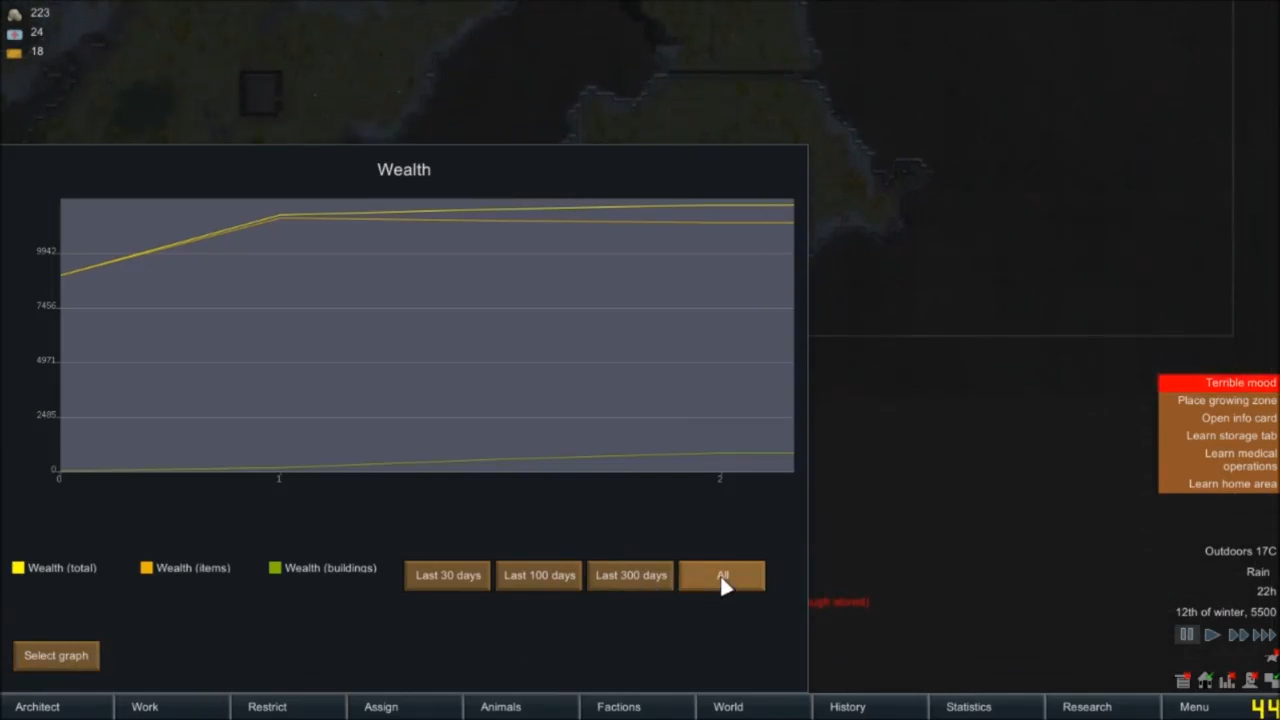 223
24
18
Wealth
9942
7456
4971
2485
0
0 1 2
Wealth (total) Wealth (items) Wealth (buildings) Last 30 days Last 100 days Last 300 days All
Select graph
Terrible mood
Place growing zone
Open info card
Learn storage tab
Learn medical
operations
Learn home area
Outdoors 17C
Rain
22h
12th of winter, 5500
Architect Work Restrict Assign Animals Factions World History Statistics Research Menu
44